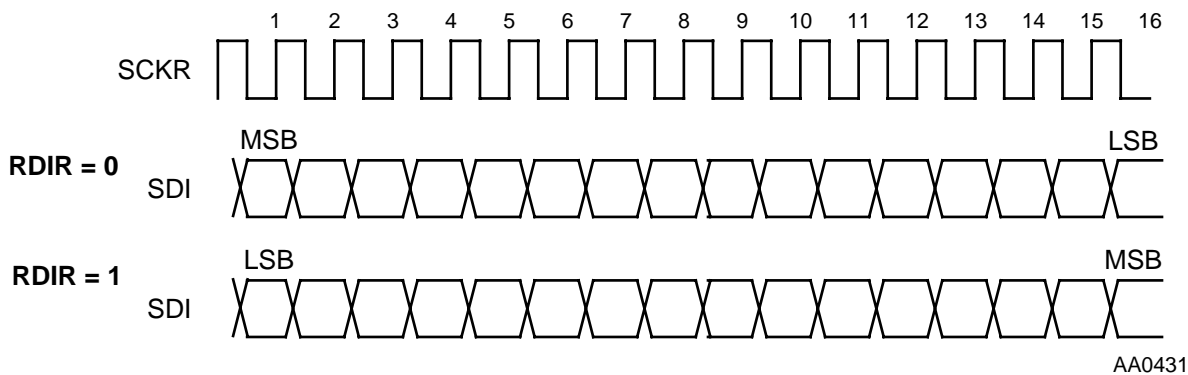 1 2 3 4 5 6 7 8 9 10 11 12 13 14 15 16
SCKR
MSB LSB
RDIR = 0
SDI
LSB MSB
RDIR = 1
SDI
AA0431